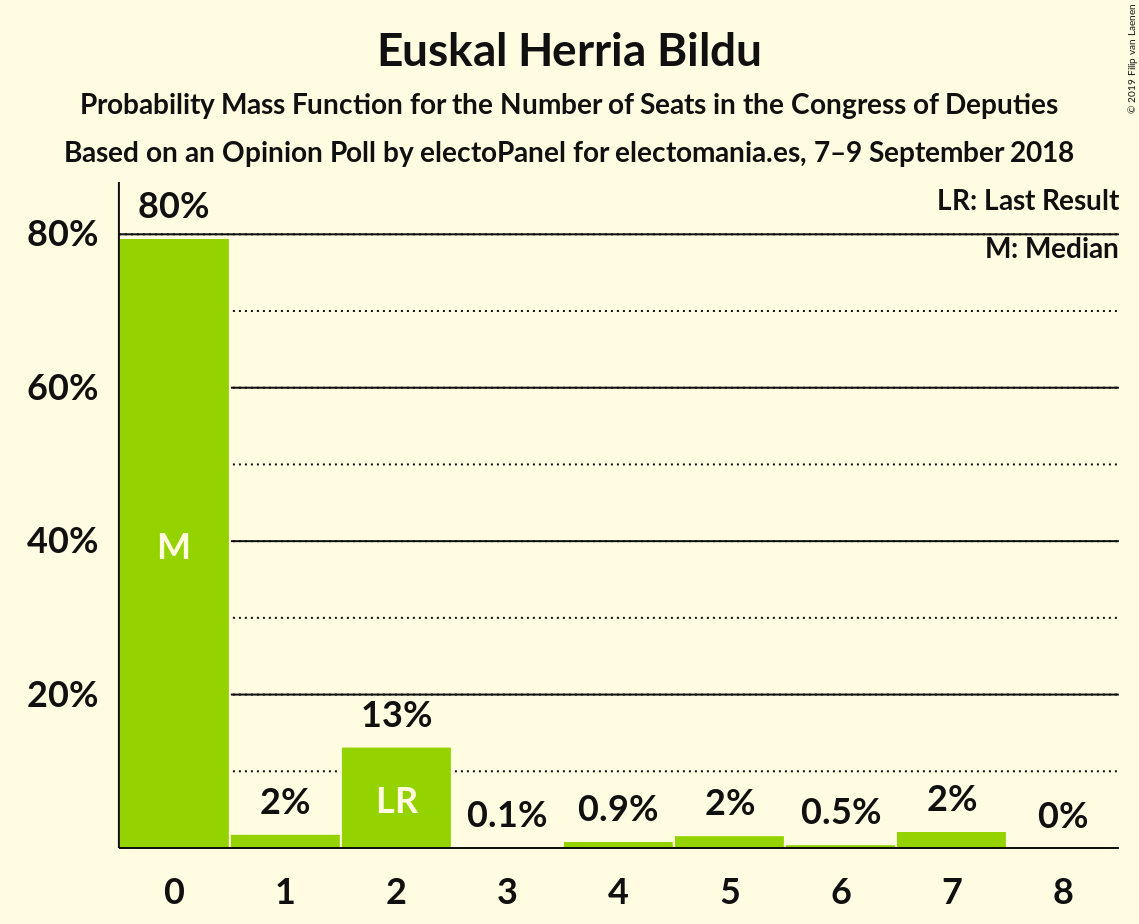 Euskal Herria Bildu
Probability Mass Function for the Number of Seats in the Congress of Deputies
Based on an Opinion Poll by electoPanel for electomania.es, 7–9 September 2018
© 2019 Filip van Laenen
LR: Last Result
M: Median
80%
60%
40%
20%
80%
2%
13%
0.1%
0.9%
2%
0.5%
2%
0%
M
LR
0 1 2 3 4 5 6 7 8